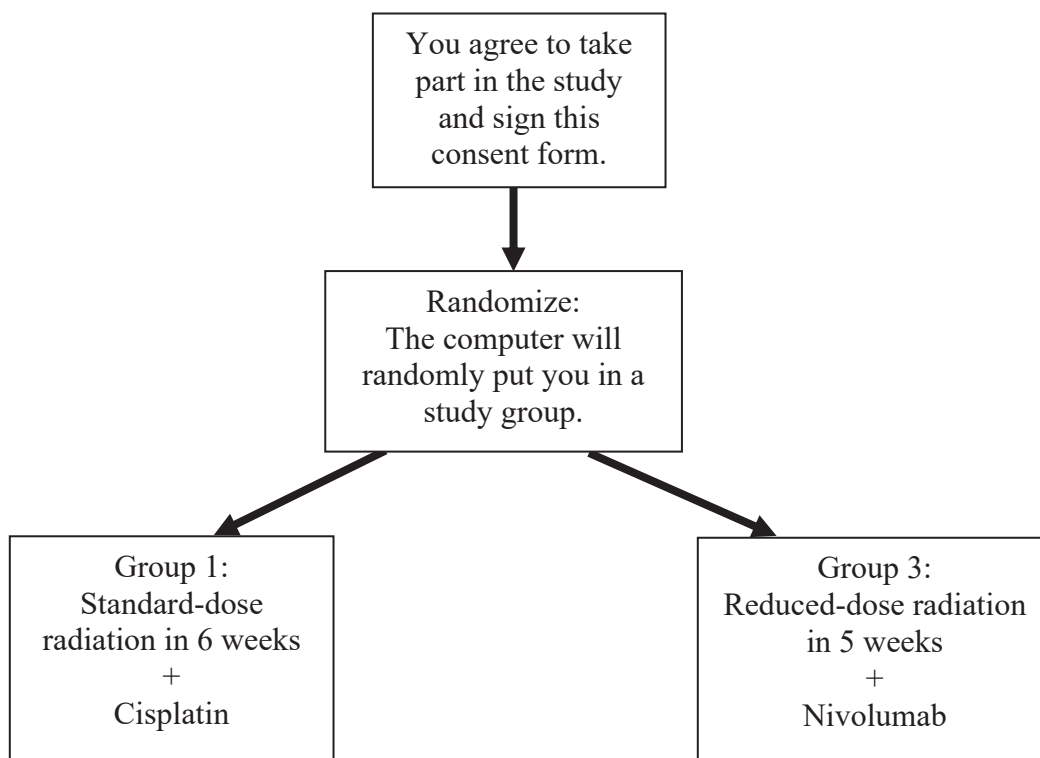 You agree to take
part in the study
and sign this
consent form.
Randomize:
The computer will
randomly put you in a
study group.
Group 1:
Standard-dose
radiation in 6 weeks
+
Cisplatin
Group 3:
Reduced-dose radiation
in 5 weeks
+
Nivolumab